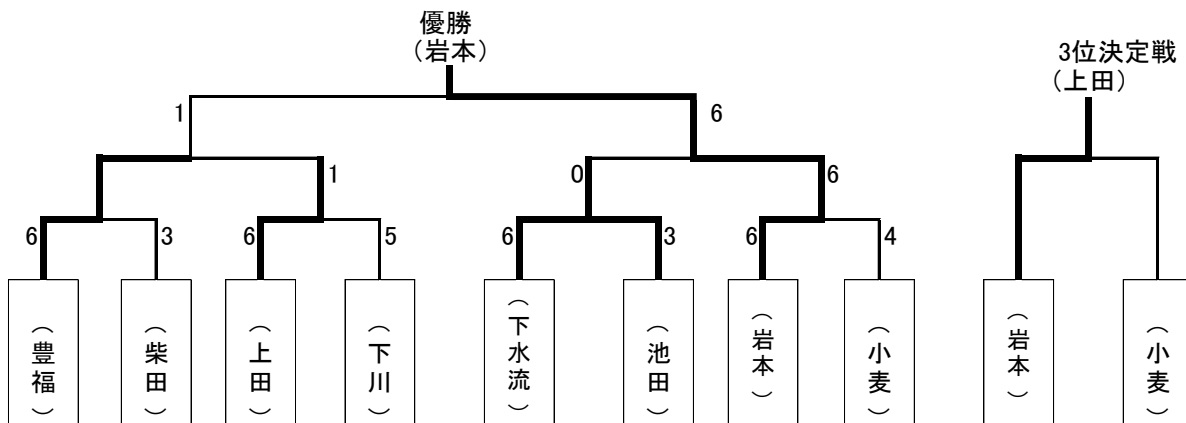 優勝
（岩本）
3位決定戦
（上田）
1
6
1
0
6
6
3
6
5
6
3
6
4
（豊福）
（柴田）
（上田）
（下川）
（下水流）
（池田）
（岩本）
（小麦）
（岩本）
（小麦）